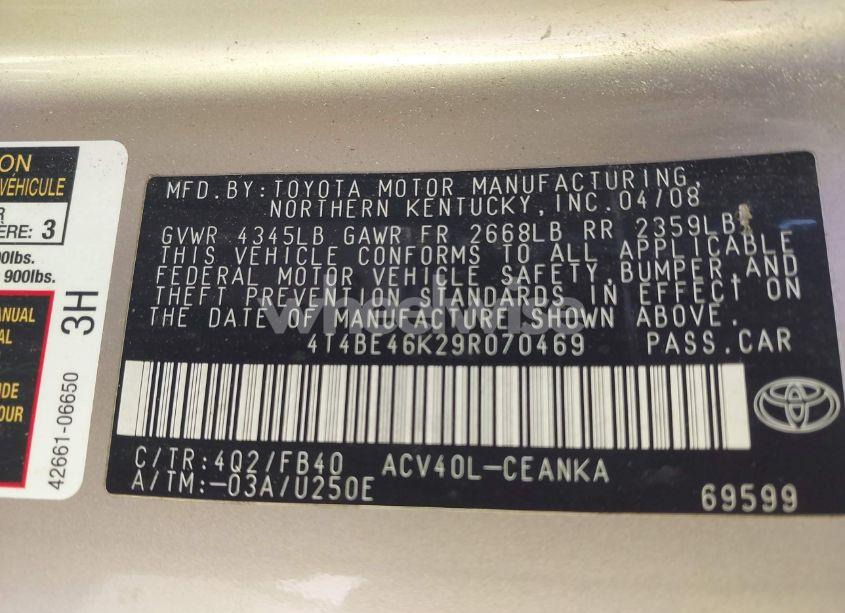 ON
VÉHICULE
R
ÈRE: 3
00lbs.
900lbs.
ANUAL
AL
IDE
OUR
3H
42661-06650
MFD.BY:TOYOTA MOTOR MANUFACTURING,
NORTHERN KENTUCKY, INC.04/08
GVWR 4345LB GAWR FR 2668LB RR 2359LB
THIS VEHICLE CONFORMS TO ALL APPLICABLE
FEDERAL MOTOR VEHICLE SAFETY, BUMPER, AND
THEFT PREVENTION STANDARDS IN EFFECT ON
THE DATE OF MANUFACTURE SHOWN ABOVE.
4T4BE46K29R070469 PASS.CAR
C/TR:4Q2/FB40 ACV40L-CEANKA
A/TM:-03A/U250E
69599